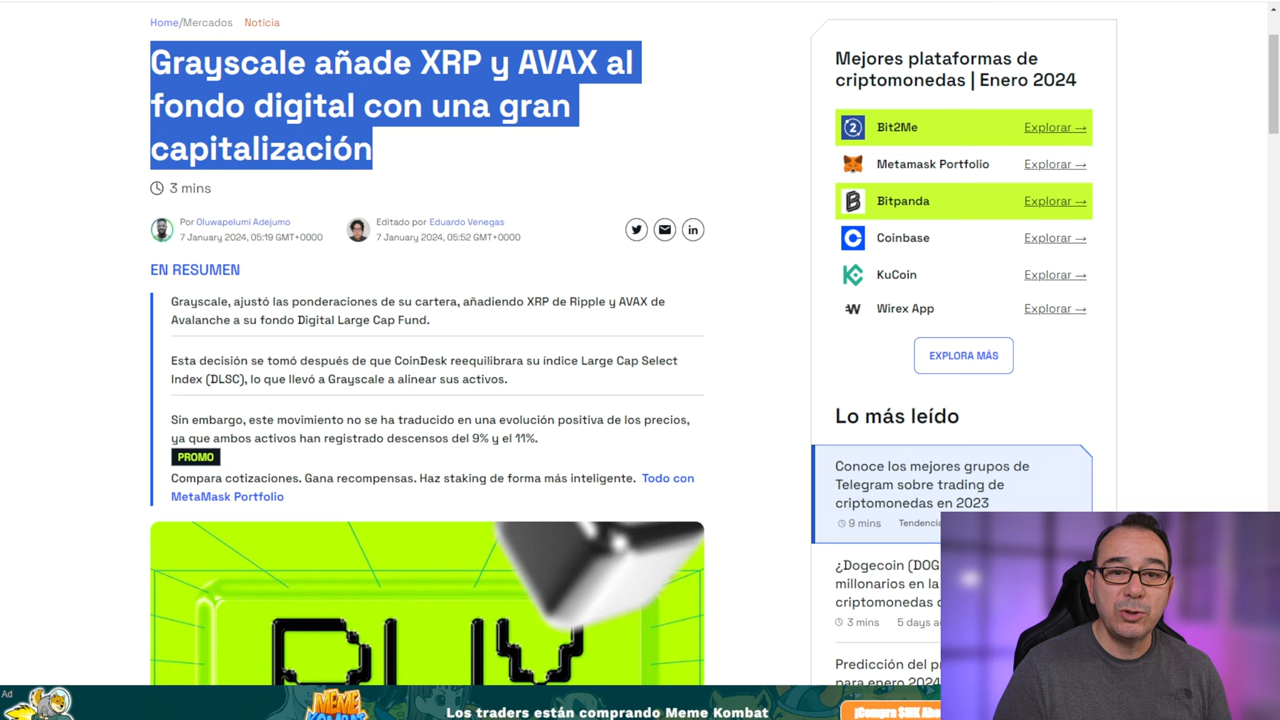 Home/Mercados Noticia
Grayscale añade XRP y AVAX al
fondo digital con una gran
capitalización
3 mins
Por Oluwapelumi Adejumo
7 January 2024, 05:19 GMT+0000
Editado por Eduardo Venegas
7 January 2024, 05:52 GMT+0000
EN RESUMEN
Grayscale, ajustó las ponderaciones de su cartera, añadiendo XRP de Ripple y AVAX de
Avalanche a su fondo Digital Large Cap Fund.
Esta decisión se tomó después de que CoinDesk reequilibrara su índice Large Cap Select
Index (DLSC), lo que llevó a Grayscale a alinear sus activos.
Sin embargo, este movimiento no se ha traducido en una evolución positiva de los precios,
ya que ambos activos han registrado descensos del 9% y el 11%.
PROMO
Compara cotizaciones. Gana recompensas. Haz staking de forma más inteligente. Todo con
MetaMask Portfolio
BUY
Mejores plataformas de
criptomonedas | Enero 2024
Bit2Me Explorar →
Metamask Portfolio Explorar →
Bitpanda Explorar →
Coinbase Explorar →
KuCoin Explorar →
Wirex App Explorar →
EXPLORA MÁS
Lo más leído
Conoce los mejores grupos de
Telegram sobre trading de
criptomonedas en 2023
9 mins Tendencia
¿Dogecoin (DOG
millonarios en la
criptomonedas
3 mins 5 days a
Predicción del p
para enero 2024
Ad
MEME
KOMBAT
Los traders están comprando Meme Kombat
¡Compra $MK